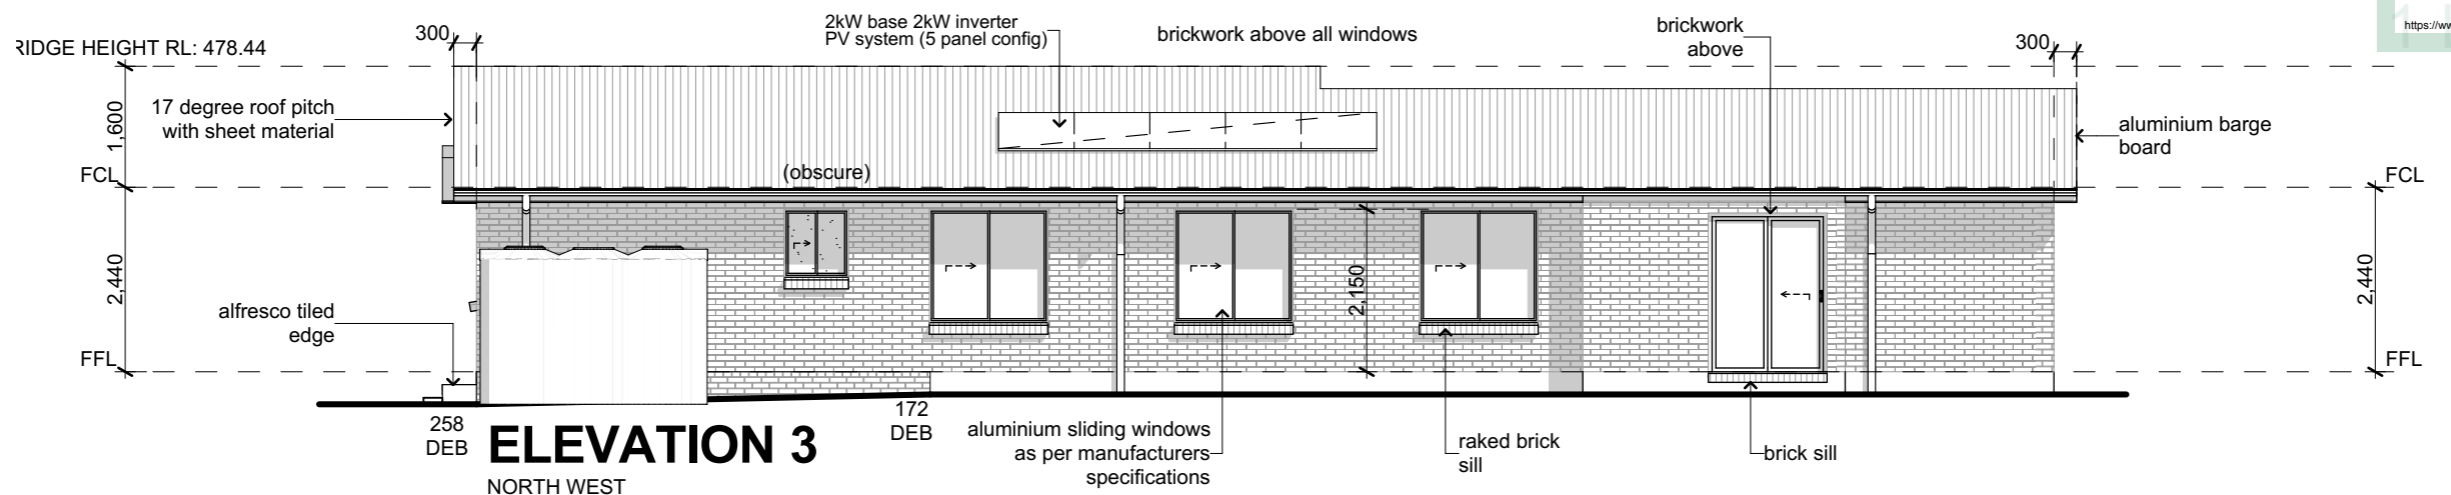 RIDGE HEIGHT RL: 478.44
300
2kW base 2kW inverter
PV system (5 panel config)
brickwork above all windows
brickwork
above
300
https://ww
17 degree roof pitch
with sheet material
1,600
aluminium barge
board
FCL
(obscure)
FCL
2,440
2,150
2,440
alfresco tiled
edge
FFL
FFL
258
DEB
172
DEB
ELEVATION 3
NORTH WEST
aluminium sliding windows
as per manufacturers
specifications
raked brick
sill
brick sill